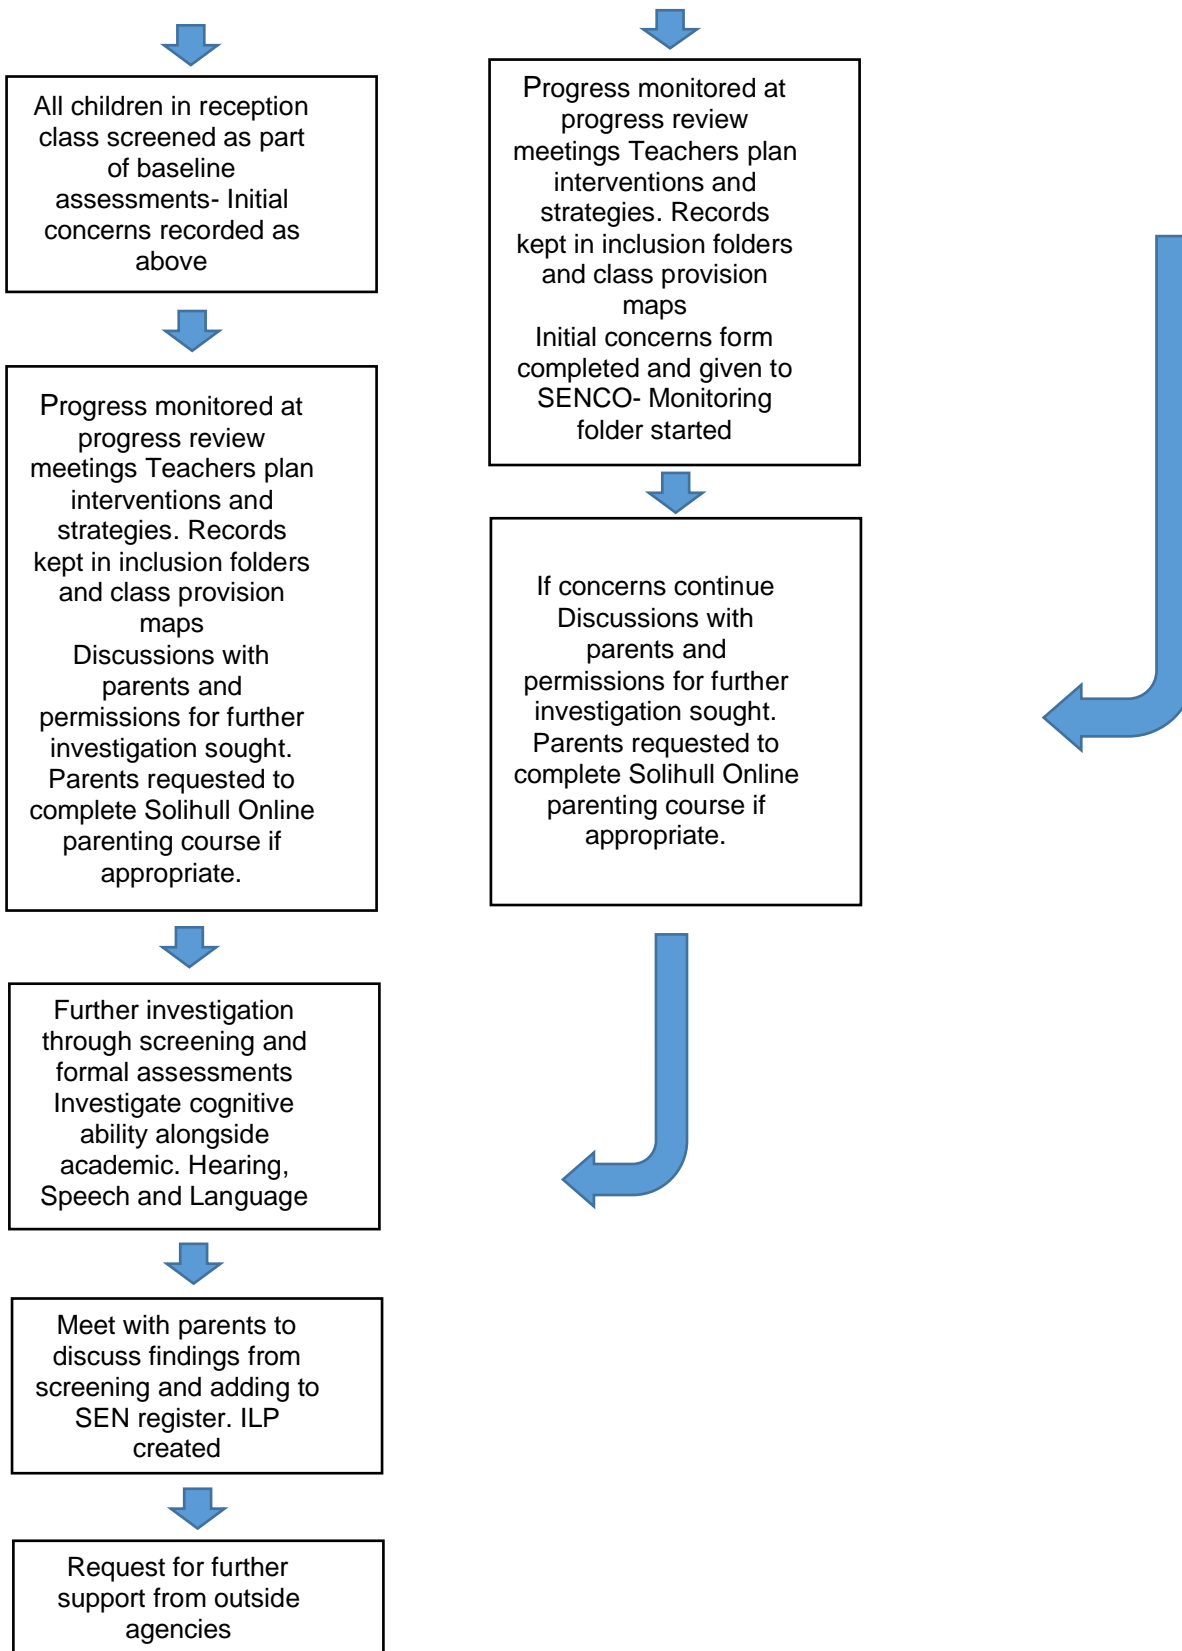 All children in reception
class screened as part
of baseline
assessments- Initial
concerns recorded as
above
Progress monitored at
progress review
meetings Teachers plan
interventions and
strategies. Records
kept in inclusion folders
and class provision
maps
Discussions with
parents and
permissions for further
investigation sought.
Parents requested to
complete Solihull Online
parenting course if
appropriate.
Further investigation
through screening and
formal assessments
Investigate cognitive
ability alongside
academic. Hearing,
Speech and Language
Meet with parents to
discuss findings from
screening and adding to
SEN register. ILP
created
Request for further
support from outside
agencies
Progress monitored at
progress review
meetings Teachers plan
interventions and
strategies. Records
kept in inclusion folders
and class provision
maps
Initial concerns form
completed and given to
SENCO- Monitoring
folder started
If concerns continue
Discussions with
parents and
permissions for further
investigation sought.
Parents requested to
complete Solihull Online
parenting course if
appropriate.